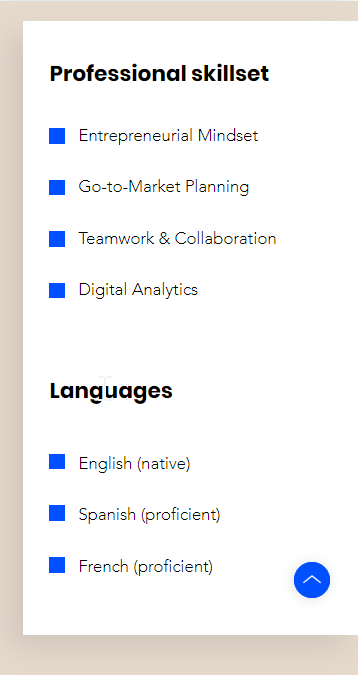 Professional skillset
Entrepreneurial Mindset
Go-to-Market Planning
Teamwork & Collaboration
Digital Analytics
Languages
English (native)
Spanish (proficient)
French (proficient)